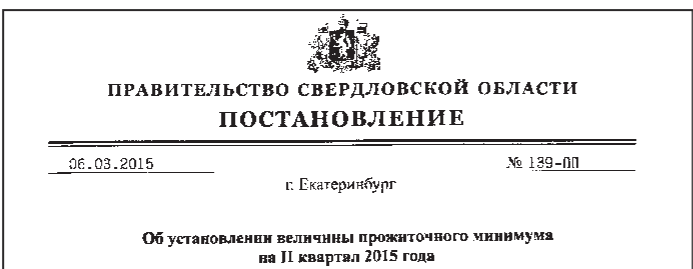 ПРАВИТЕЛЬСТВО СВЕРДЛОВСКОЙ ОБЛАСТИ
ПОСТАНОВЛЕНИЕ
06.03.2015 № 139-ПП
г. Екатеринбург
Об установлении величины прожиточного минимума
на II квартал 2015 года